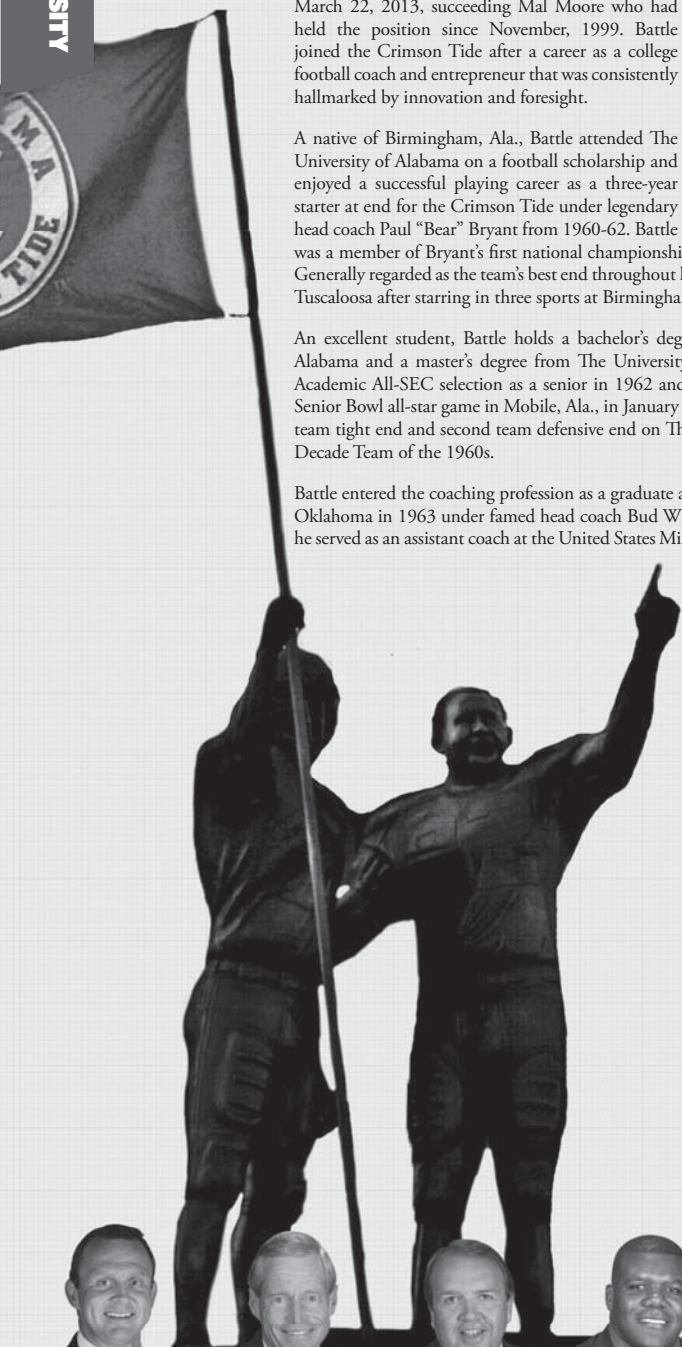 SITY
M A
TIDE
March 22, 2013, succeeding Mal Moore who had
held the position since November, 1999. Battle
joined the Crimson Tide after a career as a college
football coach and entrepreneur that was consistently
hallmarked by innovation and foresight.
A native of Birmingham, Ala., Battle attended The
University of Alabama on a football scholarship and
enjoyed a successful playing career as a three-year
starter at end for the Crimson Tide under legendary
head coach Paul “Bear” Bryant from 1960-62. Battle
was a member of Bryant’s first national championshi
Generally regarded as the team’s best end throughout
Tuscaloosa after starring in three sports at Birmingha
An excellent student, Battle holds a bachelor’s deg
Alabama and a master’s degree from The University
Academic All-SEC selection as a senior in 1962 and
Senior Bowl all-star game in Mobile, Ala., in January
team tight end and second team defensive end on Th
Decade Team of the 1960s.
Battle entered the coaching profession as a graduate a
Oklahoma in 1963 under famed head coach Bud W
he served as an assistant coach at the United States Mi